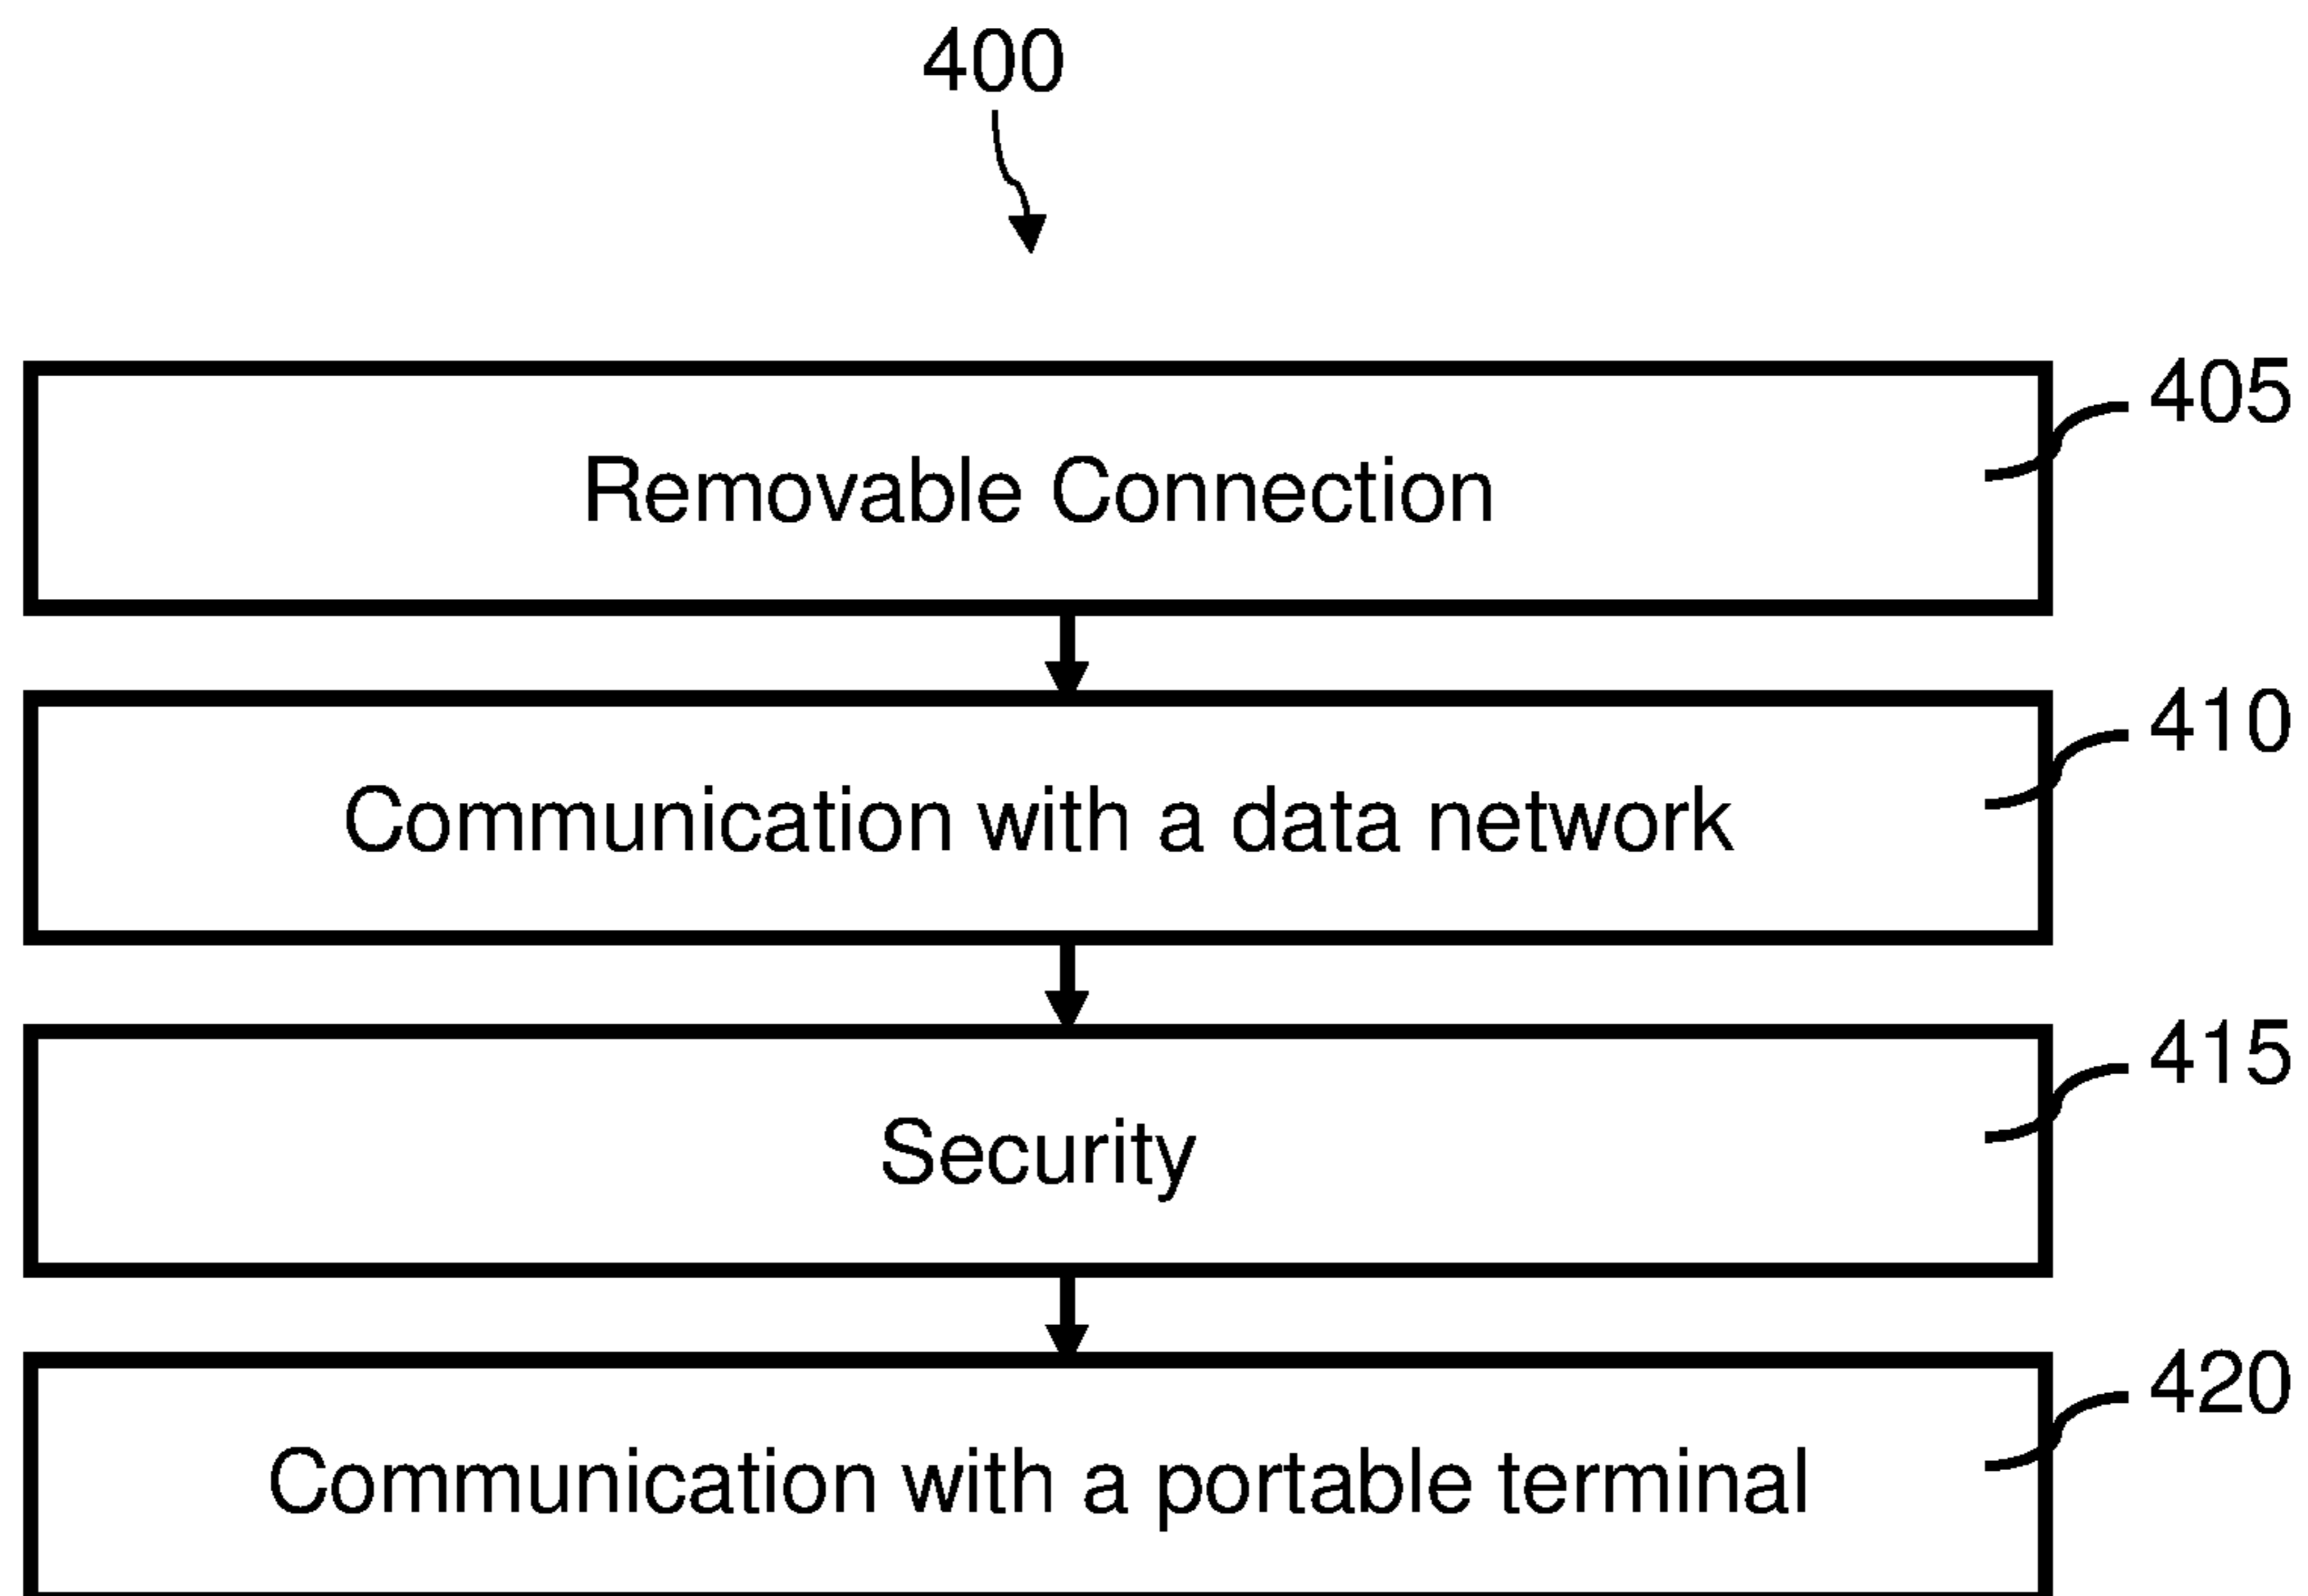 400
405
Removable Connection
410
Communication with a data network
415
Security
420
Communication with a portable terminal